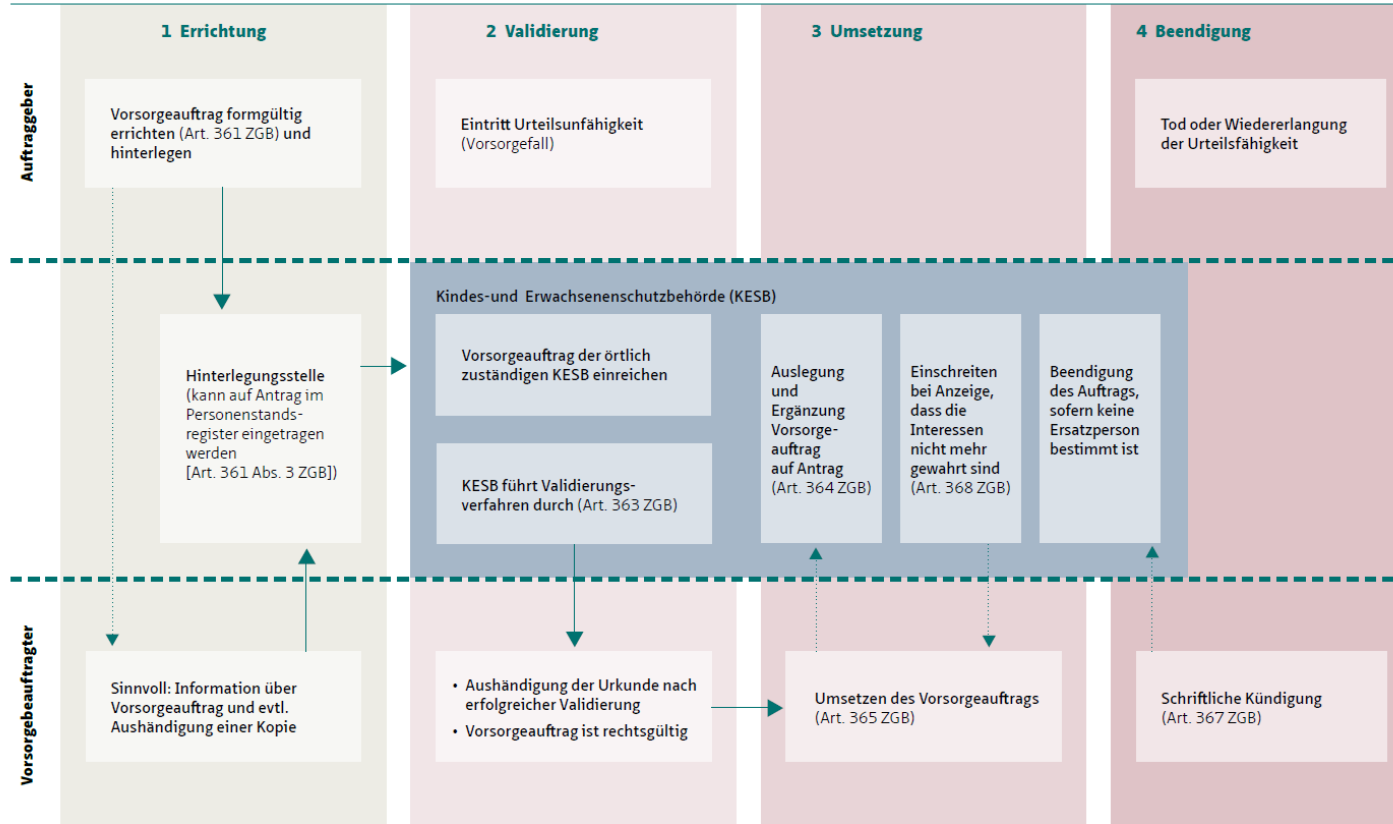 1 Errichtung
2 Validierung
3 Umsetzung
4 Beendigung
Auftraggeber
Vorsorgeauftrag formgültig
errichten (Art. 361 ZGB) und
hinterlegen
Eintritt Urteilsunfähigkeit
(Vorsorgefall)
Tod oder Wiedererlangung
der Urteilsfähigkeit
Kindes-und Erwachsenenschutzbehörde (KESB)
Hinterlegungsstelle
(kann auf Antrag im
Personenstands-
register eingetragen
werden
[Art. 361 Abs. 3 ZGB])
Vorsorgeauftrag der örtlich
zuständigen KESB einreichen
KESB führt Validierungs-
verfahren durch (Art. 363 ZGB)
Auslegung
und
Ergänzung
Vorsorge-
auftrag
auf Antrag
(Art. 364 ZGB)
Einschreiten
bei Anzeige,
dass die
Interessen
nicht mehr
gewahrt sind
(Art. 368 ZGB)
Beendigung
des Auftrags,
sofern keine
Ersatzperson
bestimmt ist
Vorsorgebeauftragter
Sinnvoll: Information über
Vorsorgeauftrag und evtl.
Aushändigung einer Kopie
• Aushändigung der Urkunde nach
erfolgreicher Validierung
• Vorsorgeauftrag ist rechtsgültig
Umsetzen des Vorsorgeauftrags
(Art. 365 ZGB)
Schriftliche Kündigung
(Art. 367 ZGB)